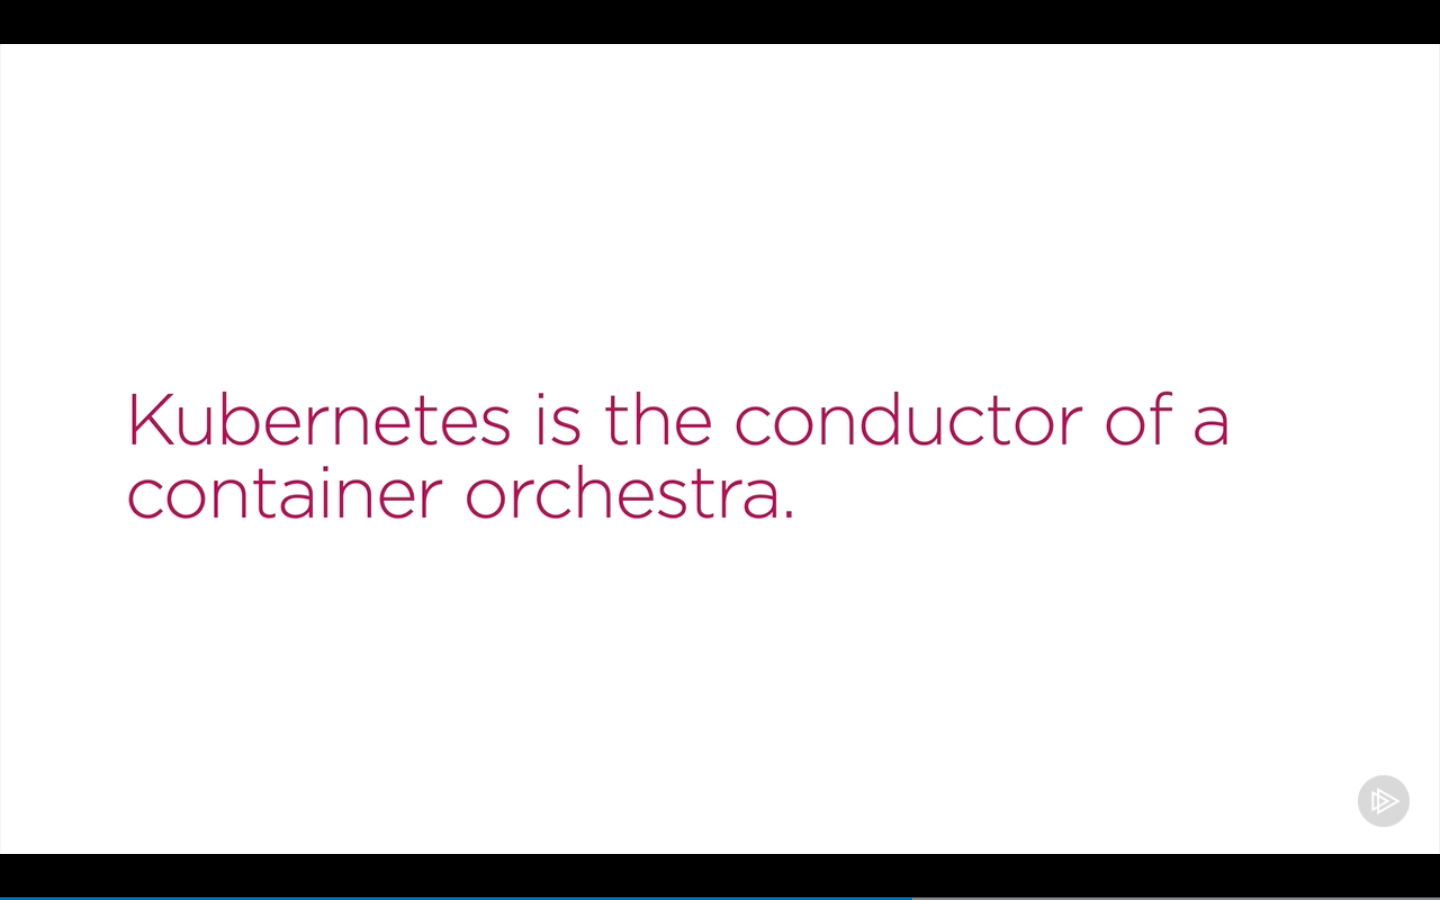 Kubernetes is the conductor of a
container orchestra.